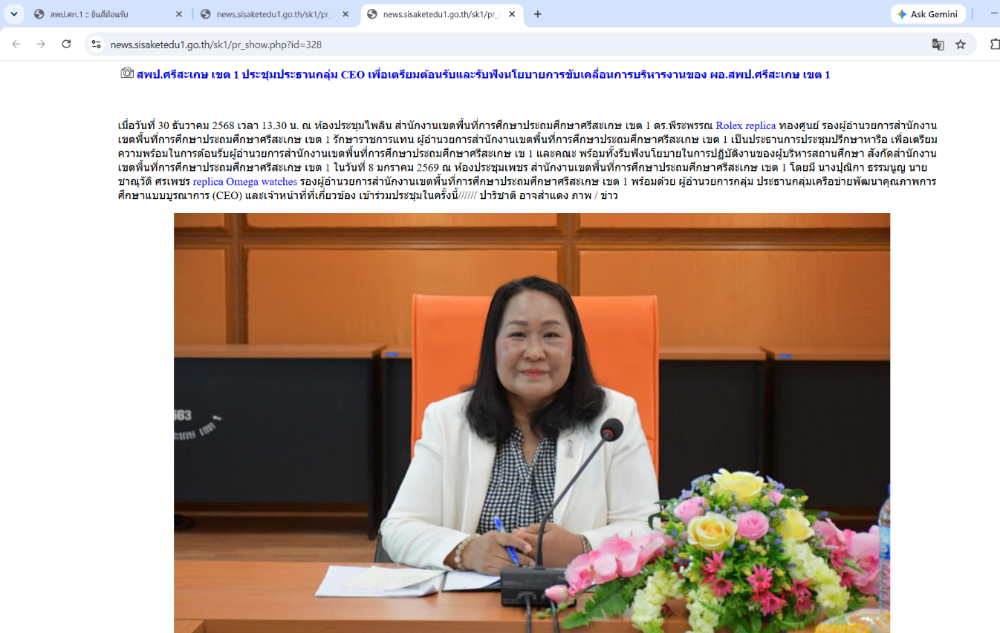 สพป.ศก.1 :: ยินดีต้อนรับ
news.sisaketedu1.go.th/sk1/pr_
news.sisaketedu1.go.th/sk1/pr_
Ask Gemini
news.sisaketedu1.go.th/sk1/pr_show.php?id=328
สพป.ศรีสะเกษ เขต 1 ประชุมประธานกลุ่ม CEO เพื่อเตรียมต้อนรับและรับฟังนโยบายการขับเคลื่อนการบริหารงานของ ผอ.สพป.ศรีสะเกษ เขต 1
เมื่อวันที่ 30 ธันวาคม 2568 เวลา 13.30 น. ณ ห้องประชุมไพลิน สำนักงานเขตพื้นที่การศึกษาประถมศึกษาศรีสะเกษ เขต 1 ดร.พีระพรรณ Rolex replica ทองศูนย์ รองผู้อำนวยการสำนักงาน
เขตพื้นที่การศึกษาประถมศึกษาศรีสะเกษ เขต 1 รักษาราชการแทน ผู้อำนวยการสำนักงานเขตพื้นที่การศึกษาประถมศึกษาศรีสะเกษ เขต 1 เป็นประธานการประชุมปรึกษาหารือ เพื่อเตรียม
ความพร้อมในการต้อนรับผู้อำนวยการสำนักงานเขตพื้นที่การศึกษาประถมศึกษาศรีสะเกษ เข 1 และคณะ พร้อมทั้งรับฟังนโยบายในการปฏิบัติงานของผู้บริหารสถานศึกษา สังกัดสำนักงาน
เขตพื้นที่การศึกษาประถมศึกษาศรีสะเกษ เขต 1 ในวันที่ 8 มกราคม 2569 ณ ห้องประชุมเพชร สำนักงานเขตพื้นที่การศึกษาประถมศึกษาศรีสะเกษ เขต 1 โดยมี นางปุณิกา ธรรมนูญ นาย
ชาณุวัติ ศรเพชร replica Omega watches รองผู้อำนวยการสำนักงานเขตพื้นที่การศึกษาประถมศึกษาศรีสะเกษ เขต 1 พร้อมด้วย ผู้อำนวยการกลุ่ม ประธานกลุ่มเครือข่ายพัฒนาคุณภาพการ
ศึกษาแบบบูรณาการ (CEO) และเจ้าหน้าที่ที่เกี่ยวข้อง เข้าร่วมประชุมในครั้งนี้////// ปาริชาติ อาจสำแดง ภาพ / ข่าว
563
ะเกษ เขต 1